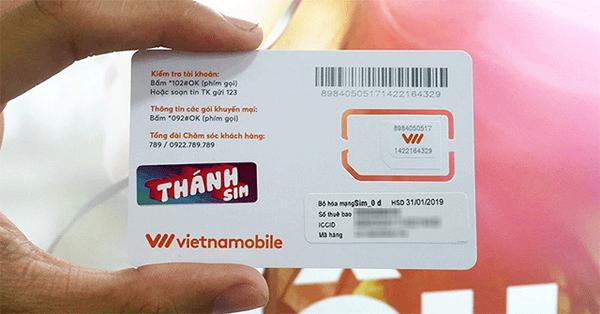 Kiểm tra tài khoản:
Bấm *102#OK (phím gọi)
Hoặc soạn tin TK gửi 123
Thông tin các gói khuyến mại:
Bấm *092#OK (phím gọi)
Tổng đài Chăm sóc khách hàng:
789 / 0922.789.789
THÁNH
SIM
vietnamobile
89840505171422164329
8984050517
1422164329
Bộ hòa mạngSim_0 đ HSD 31/01/2019
Số thuê bao
ICCID
Mã hàng